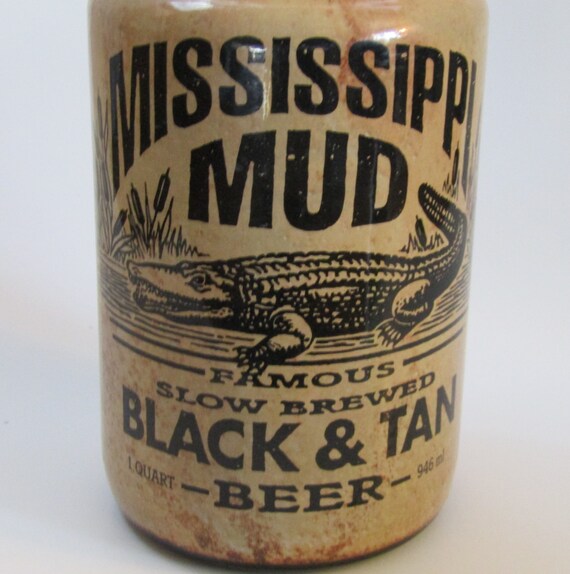 MISSISSIPPI
MUD
FAMOUS
SLOW BREWED
BLACK & TAN
1 QUART -BEER- 946 ml